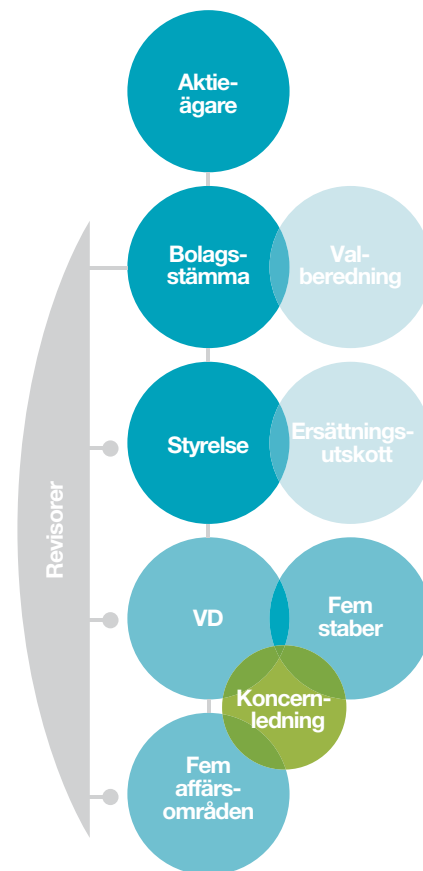 Aktie-
ägare
Bolags-
stämma
Val-
beredning
Styrelse
Ersättnings-
utskott
Revisorer
VD
Fem
staber
Koncern-
ledning
Fem
affärs-
områden